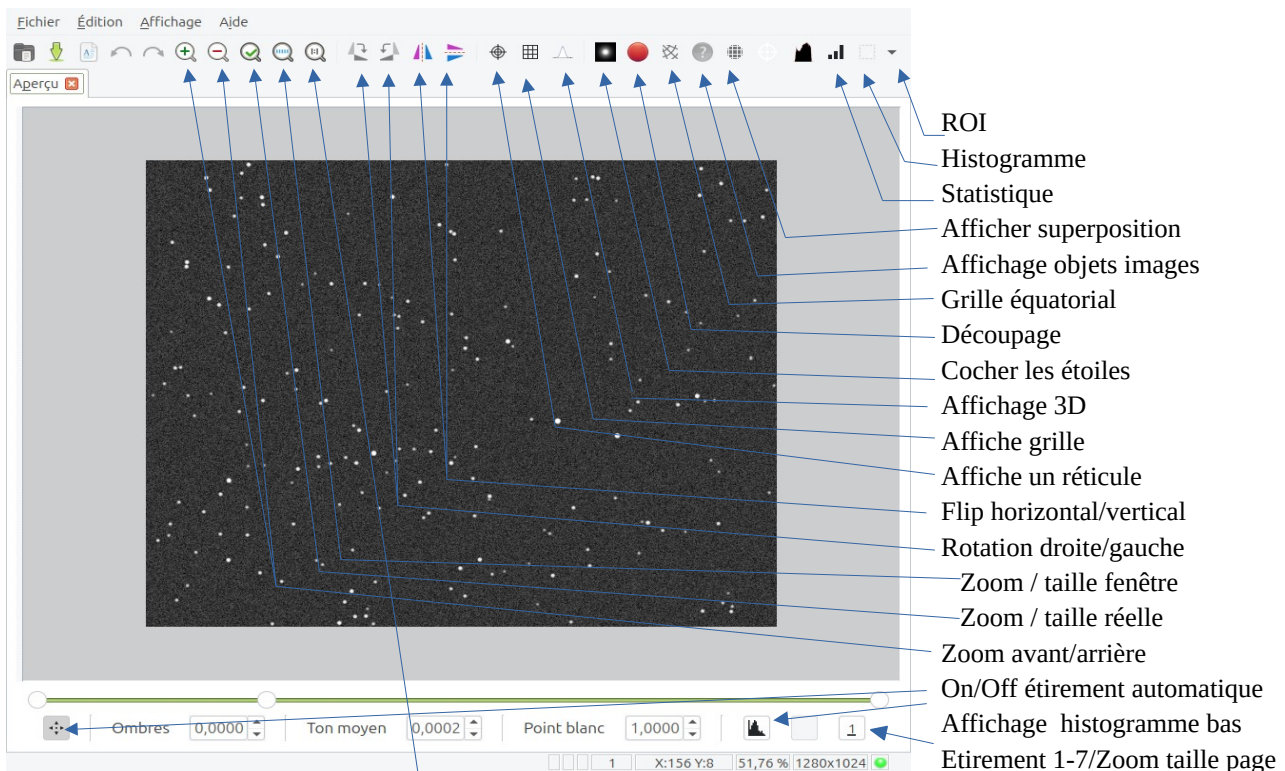 Fichier Édition Affichage Aide
Aperçu
ROI
Histogramme
Statistique
Afficher superposition
Affichage objets images
Grille équatorial
Découpage
Cocher les étoiles
Affichage 3D
Affiche grille
Affiche un réticule
Flip horizontal/vertical
Rotation droite/gauche
Zoom / taille fenêtre
Zoom / taille réelle
Zoom avant/arrière
On/Off étirement automatique
Affichage histogramme bas
Etirement 1-7/Zoom taille page
Ombres 0,0000 Ton moyen 0,0002 Point blanc 1,0000 1
1 X:156 Y:8 51,76 % 1280x1024